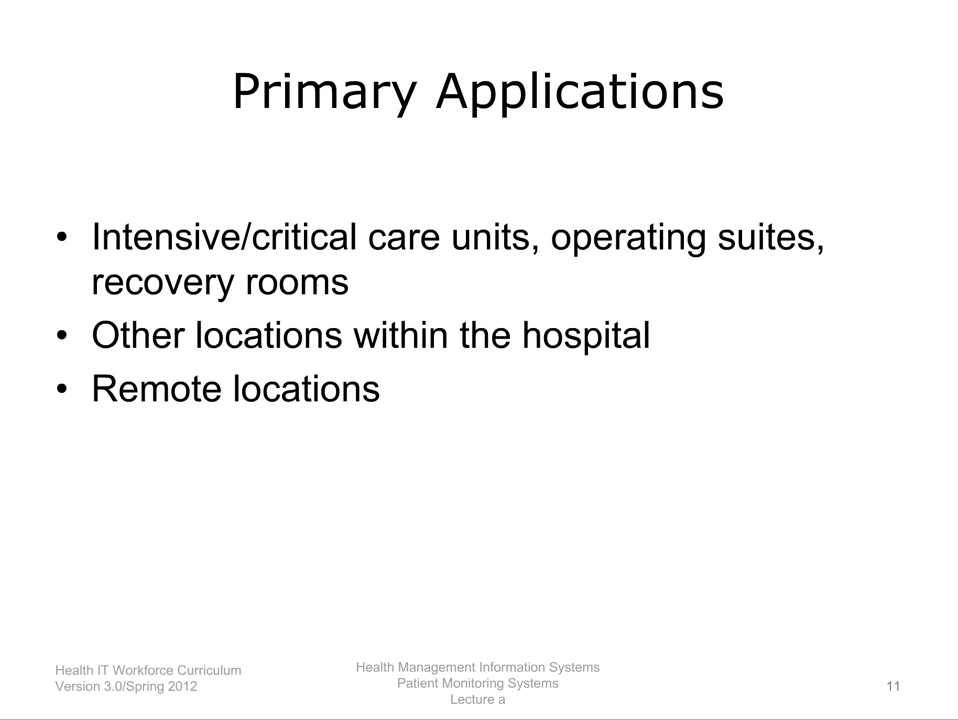 Primary Applications
• Intensive/critical care units, operating suites,
recovery rooms
• Other locations within the hospital
• Remote locations
Health IT Workforce Curriculum
Version 3.0/Spring 2012
Health Management Information Systems
Patient Monitoring Systems
Lecture a
11